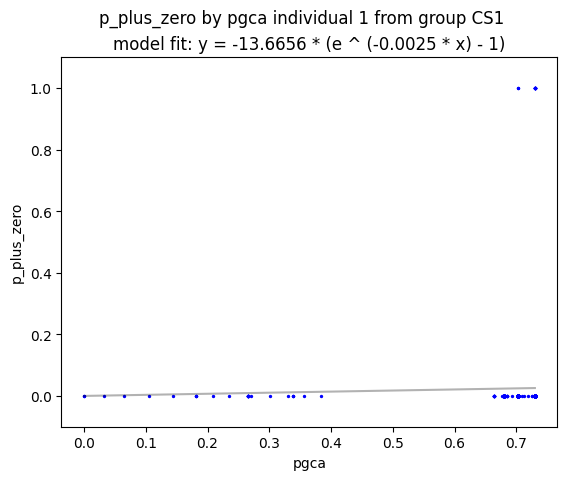 p_plus_zero by pgca individual 1 from group CS1
model fit: y = -13.6656 * (e ^ (-0.0025 * x) - 1)
1.0
0.8
0.6
0.4
0.2
0.0
p_plus_zero
0.0 0.1 0.2 0.3 0.4 0.5 0.6 0.7
pgca